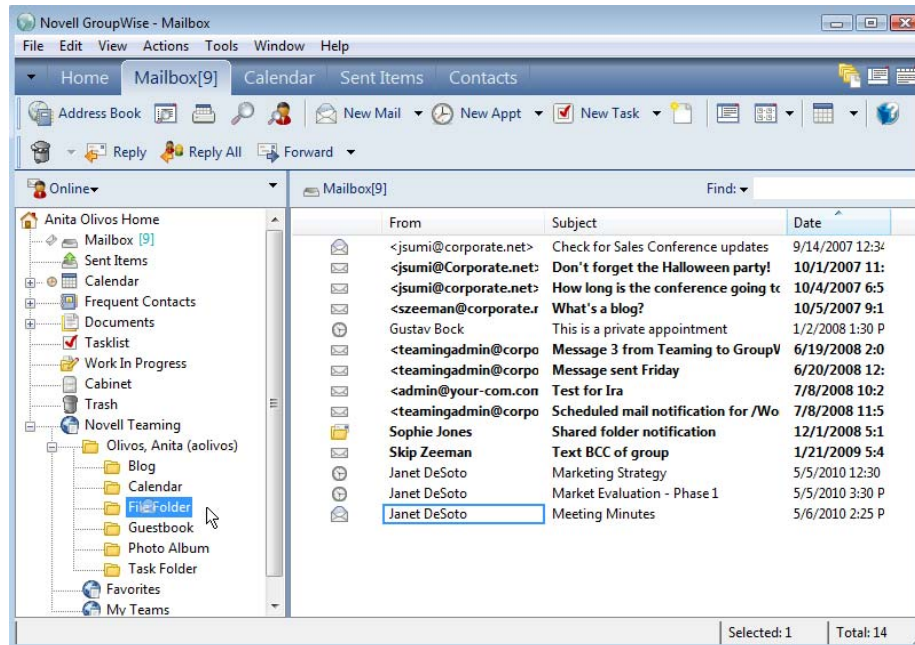 Novell GroupWise - Mailbox
File Edit View Actions Tools Window Help
Home Mailbox[9] Calendar Sent Items Contacts
Address Book New Mail New Appt New Task
Reply Reply All Forward
Online Mailbox[9] Find:
Anita Olivos Home
Mailbox [9]
Sent Items
Calendar
Frequent Contacts
Documents
Tasklist
Work In Progress
Cabinet
Trash
Novell Teaming
Olivos, Anita (aolivos)
Blog
Calendar
File Folder
Guestbook
Photo Album
Task Folder
Favorites
My Teams
From Subject Date
<jsumi@corporate.net> Check for Sales Conference updates 9/14/2007 12:34
<jsumi@Corporate.net> Don't forget the Halloween party! 10/1/2007 11:
<jsumi@corporate.net> How long is the conference going to 10/4/2007 6:5
<szeeman@corporate.r What's a blog? 10/5/2007 9:1
Gustav Bock This is a private appointment 1/2/2008 1:30 P
<teamingadmin@corpo Message 3 from Teaming to GroupW 6/19/2008 2:0
<teamingadmin@corpo Message sent Friday 6/20/2008 12:
<admin@your-com.con Test for Ira 7/8/2008 10:2
<teamingadmin@corpo Scheduled mail notification for /Wo 7/8/2008 11:5
Sophie Jones Shared folder notification 12/1/2008 5:1
Skip Zeeman Text BCC of group 1/21/2009 5:4
Janet DeSoto Marketing Strategy 5/5/2010 12:30
Janet DeSoto Market Evaluation - Phase 1 5/5/2010 3:30 P
Janet DeSoto Meeting Minutes 5/6/2010 2:25 P
Selected: 1 Total: 14